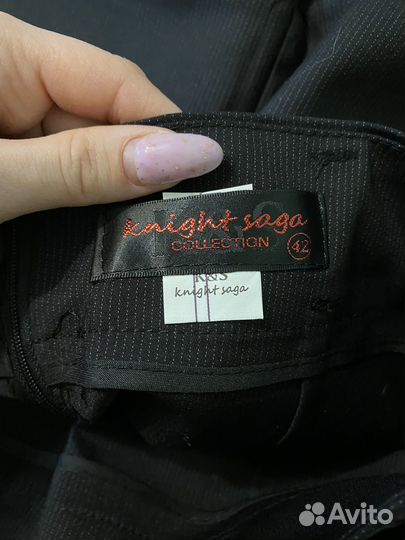 knight saga
COLLECTION 42
K&S
knight saga
Avito